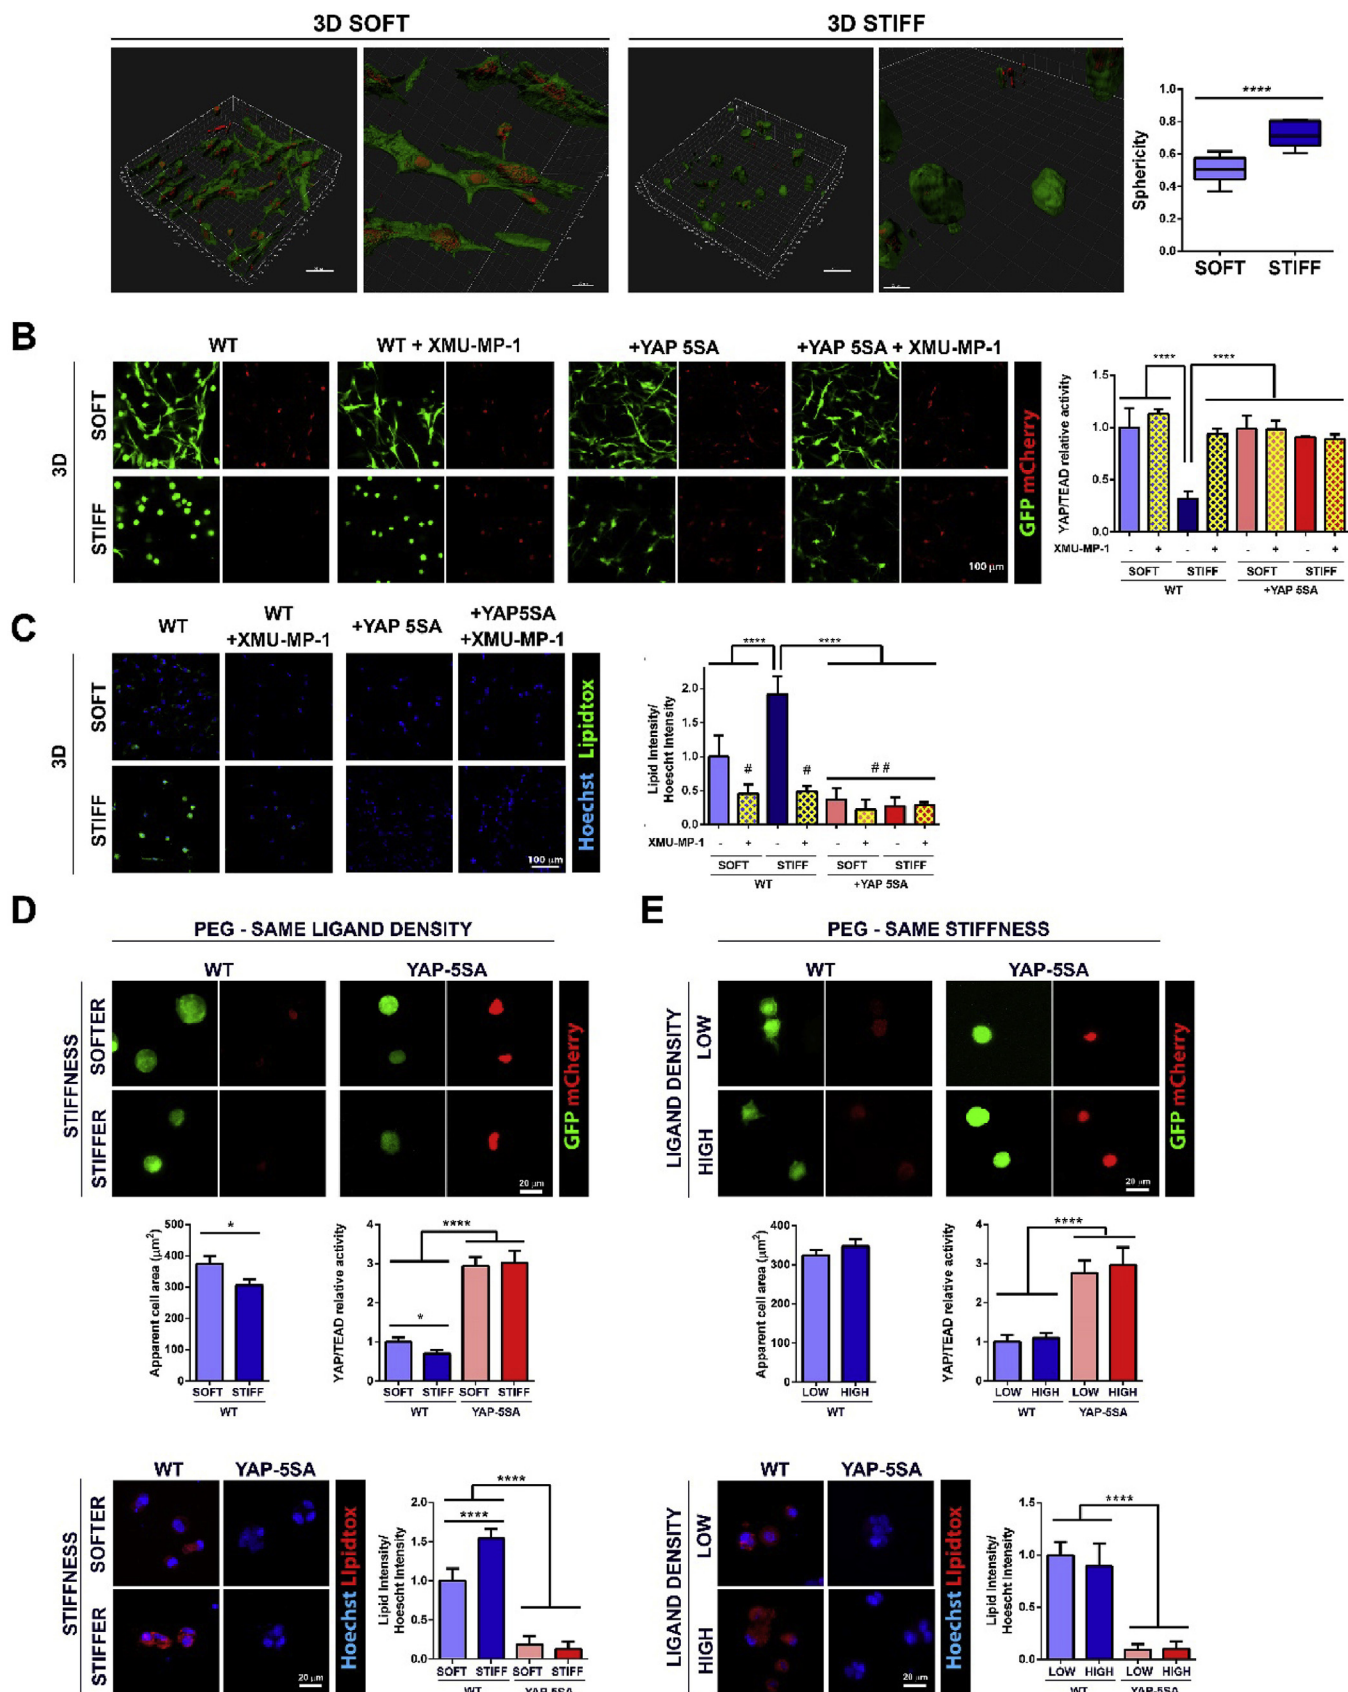 3D SOFT
3D STIFF
****
1.0
0.8
0.6
0.4
0.2
0.0
Sphericity
SOFT STIFF
B
WT
WT + XMU-MP-1
+YAP 5SA
+YAP 5SA + XMU-MP-1
3D
SOFT
STIFF
100 µm
GFP mCherry
**** ****
1.5
1.0
0.5
0.0
YAP/TEAD relative activity
XMU-MP-1 - + - + - + - +
SOFT STIFF SOFT STIFF
WT +YAP 5SA
C
WT
WT
+XMU-MP-1
+YAP 5SA
+YAP5SA
+XMU-MP-1
3D
SOFT
STIFF
100 µm
Hoechst Lipidtox
**** ****
2.0
1.5
1.0
0.5
0.0
Lipid Intensity/
Hoescht Intensity
# # # #
XMU-MP-1 - + - + - + - +
SOFT STIFF SOFT STIFF
WT +YAP 5SA
D
PEG - SAME LIGAND DENSITY
WT YAP-5SA
STIFFNESS
SOFTER
STIFFER
20 µm
GFP mCherry
*
500
400
300
200
100
0
Apparent cell area (µm2)
SOFT STIFF
WT
****
*
4
3
2
1
0
YAP/TEAD relative activity
SOFT STIFF SOFT STIFF
WT YAP-5SA
WT YAP-5SA
STIFFNESS
SOFTER
STIFFER
20 µm
Hoechst Lipidtox
****
****
2.0
1.5
1.0
0.5
0.0
Lipid Intensity/
Hoescht Intensity
SOFT STIFF SOFT STIFF
WT YAP-5SA
E
PEG - SAME STIFFNESS
WT YAP-5SA
LIGAND DENSITY
LOW
HIGH
20 µm
GFP mCherry
400
300
200
100
0
Apparent cell area (µm2)
LOW HIGH
WT
****
4
3
2
1
0
YAP/TEAD relative activity
LOW HIGH LOW HIGH
WT YAP-5SA
WT YAP-5SA
LIGAND DENSITY
LOW
HIGH
20 µm
Hoechst Lipidtox
****
1.5
1.0
0.5
0.0
Lipid Intensity/
Hoescht Intensity
LOW HIGH LOW HIGH
WT YAP-5SA